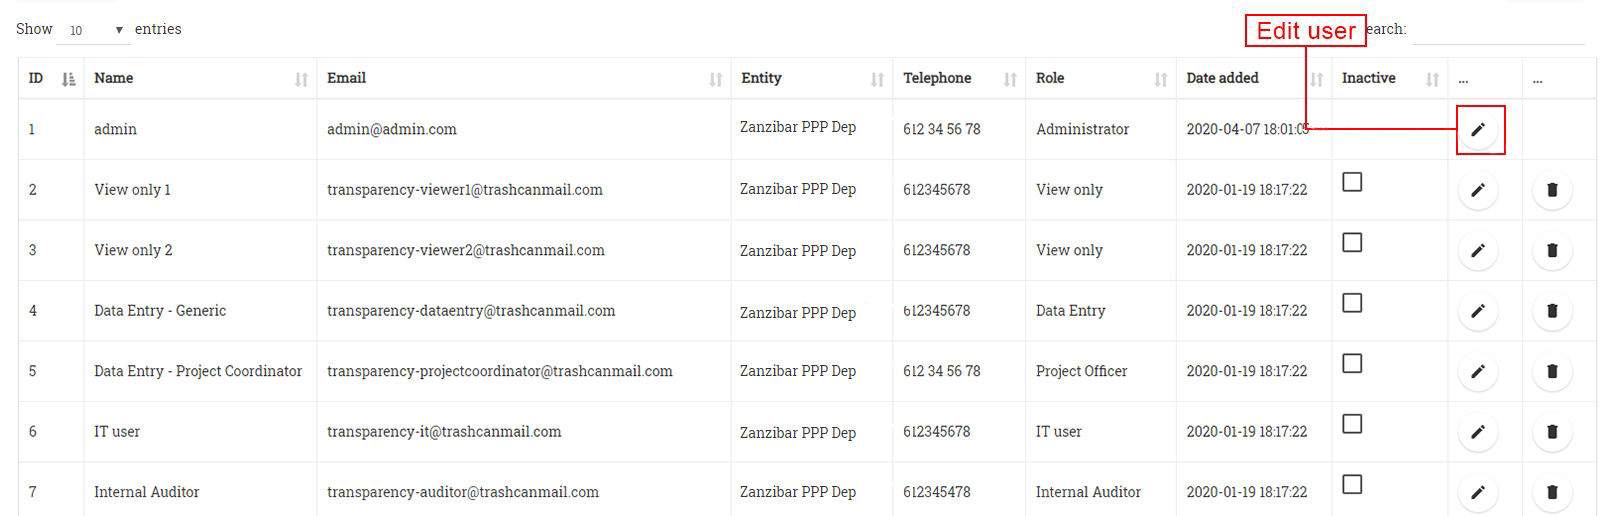 Show 10 entries
Edit user
earch:
ID Name Email Entity Telephone Role Date added Inactive ... ...
1 admin admin@admin.com Zanzibar PPP Dep 612 34 56 78 Administrator 2020-04-07 18:01:05
2 View only 1 transparency-viewer1@trashcanmail.com Zanzibar PPP Dep 612345678 View only 2020-01-19 18:17:22
3 View only 2 transparency-viewer2@trashcanmail.com Zanzibar PPP Dep 612345678 View only 2020-01-19 18:17:22
4 Data Entry - Generic transparency-dataentry@trashcanmail.com Zanzibar PPP Dep 612345678 Data Entry 2020-01-19 18:17:22
5 Data Entry - Project Coordinator transparency-projectcoordinator@trashcanmail.com Zanzibar PPP Dep 612 34 56 78 Project Officer 2020-01-19 18:17:22
6 IT user transparency-it@trashcanmail.com Zanzibar PPP Dep 612345678 IT user 2020-01-19 18:17:22
7 Internal Auditor transparency-auditor@trashcanmail.com Zanzibar PPP Dep 612345478 Internal Auditor 2020-01-19 18:17:22